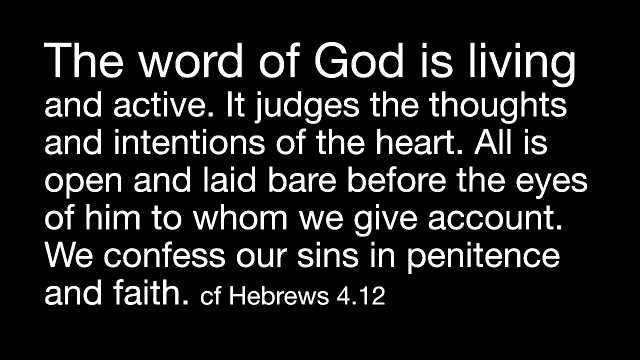 The word of God is living
and active. It judges the thoughts
and intentions of the heart. All is
open and laid bare before the eyes
of him to whom we give account.
We confess our sins in penitence
and faith. cf Hebrews 4.12